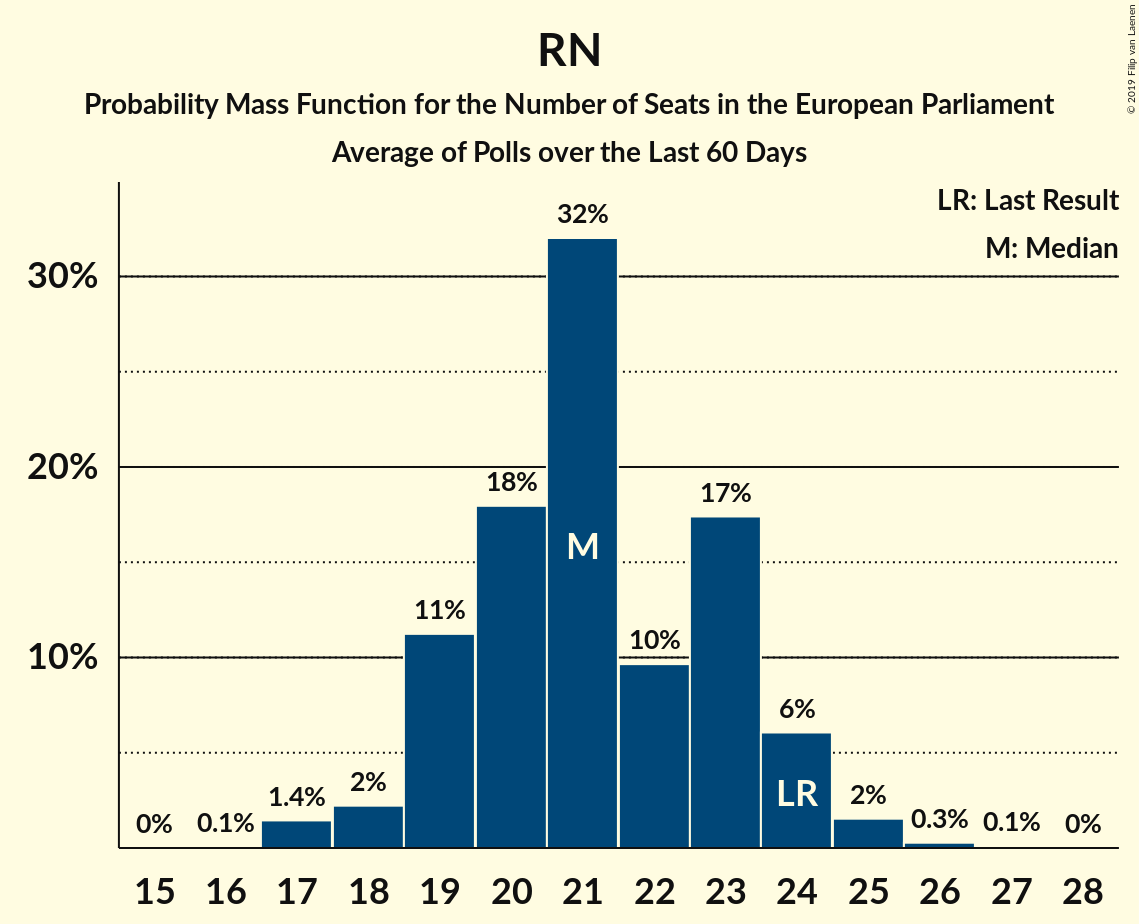 RN
Probability Mass Function for the Number of Seats in the European Parliament
Average of Polls over the Last 60 Days
© 2019 Filip van Laenen
LR: Last Result
M: Median
30%
20%
10%
0%
0.1%
1.4%
2%
11%
18%
32%
10%
17%
6%
2%
0.3%
0.1%
0%
M
LR
15 16 17 18 19 20 21 22 23 24 25 26 27 28